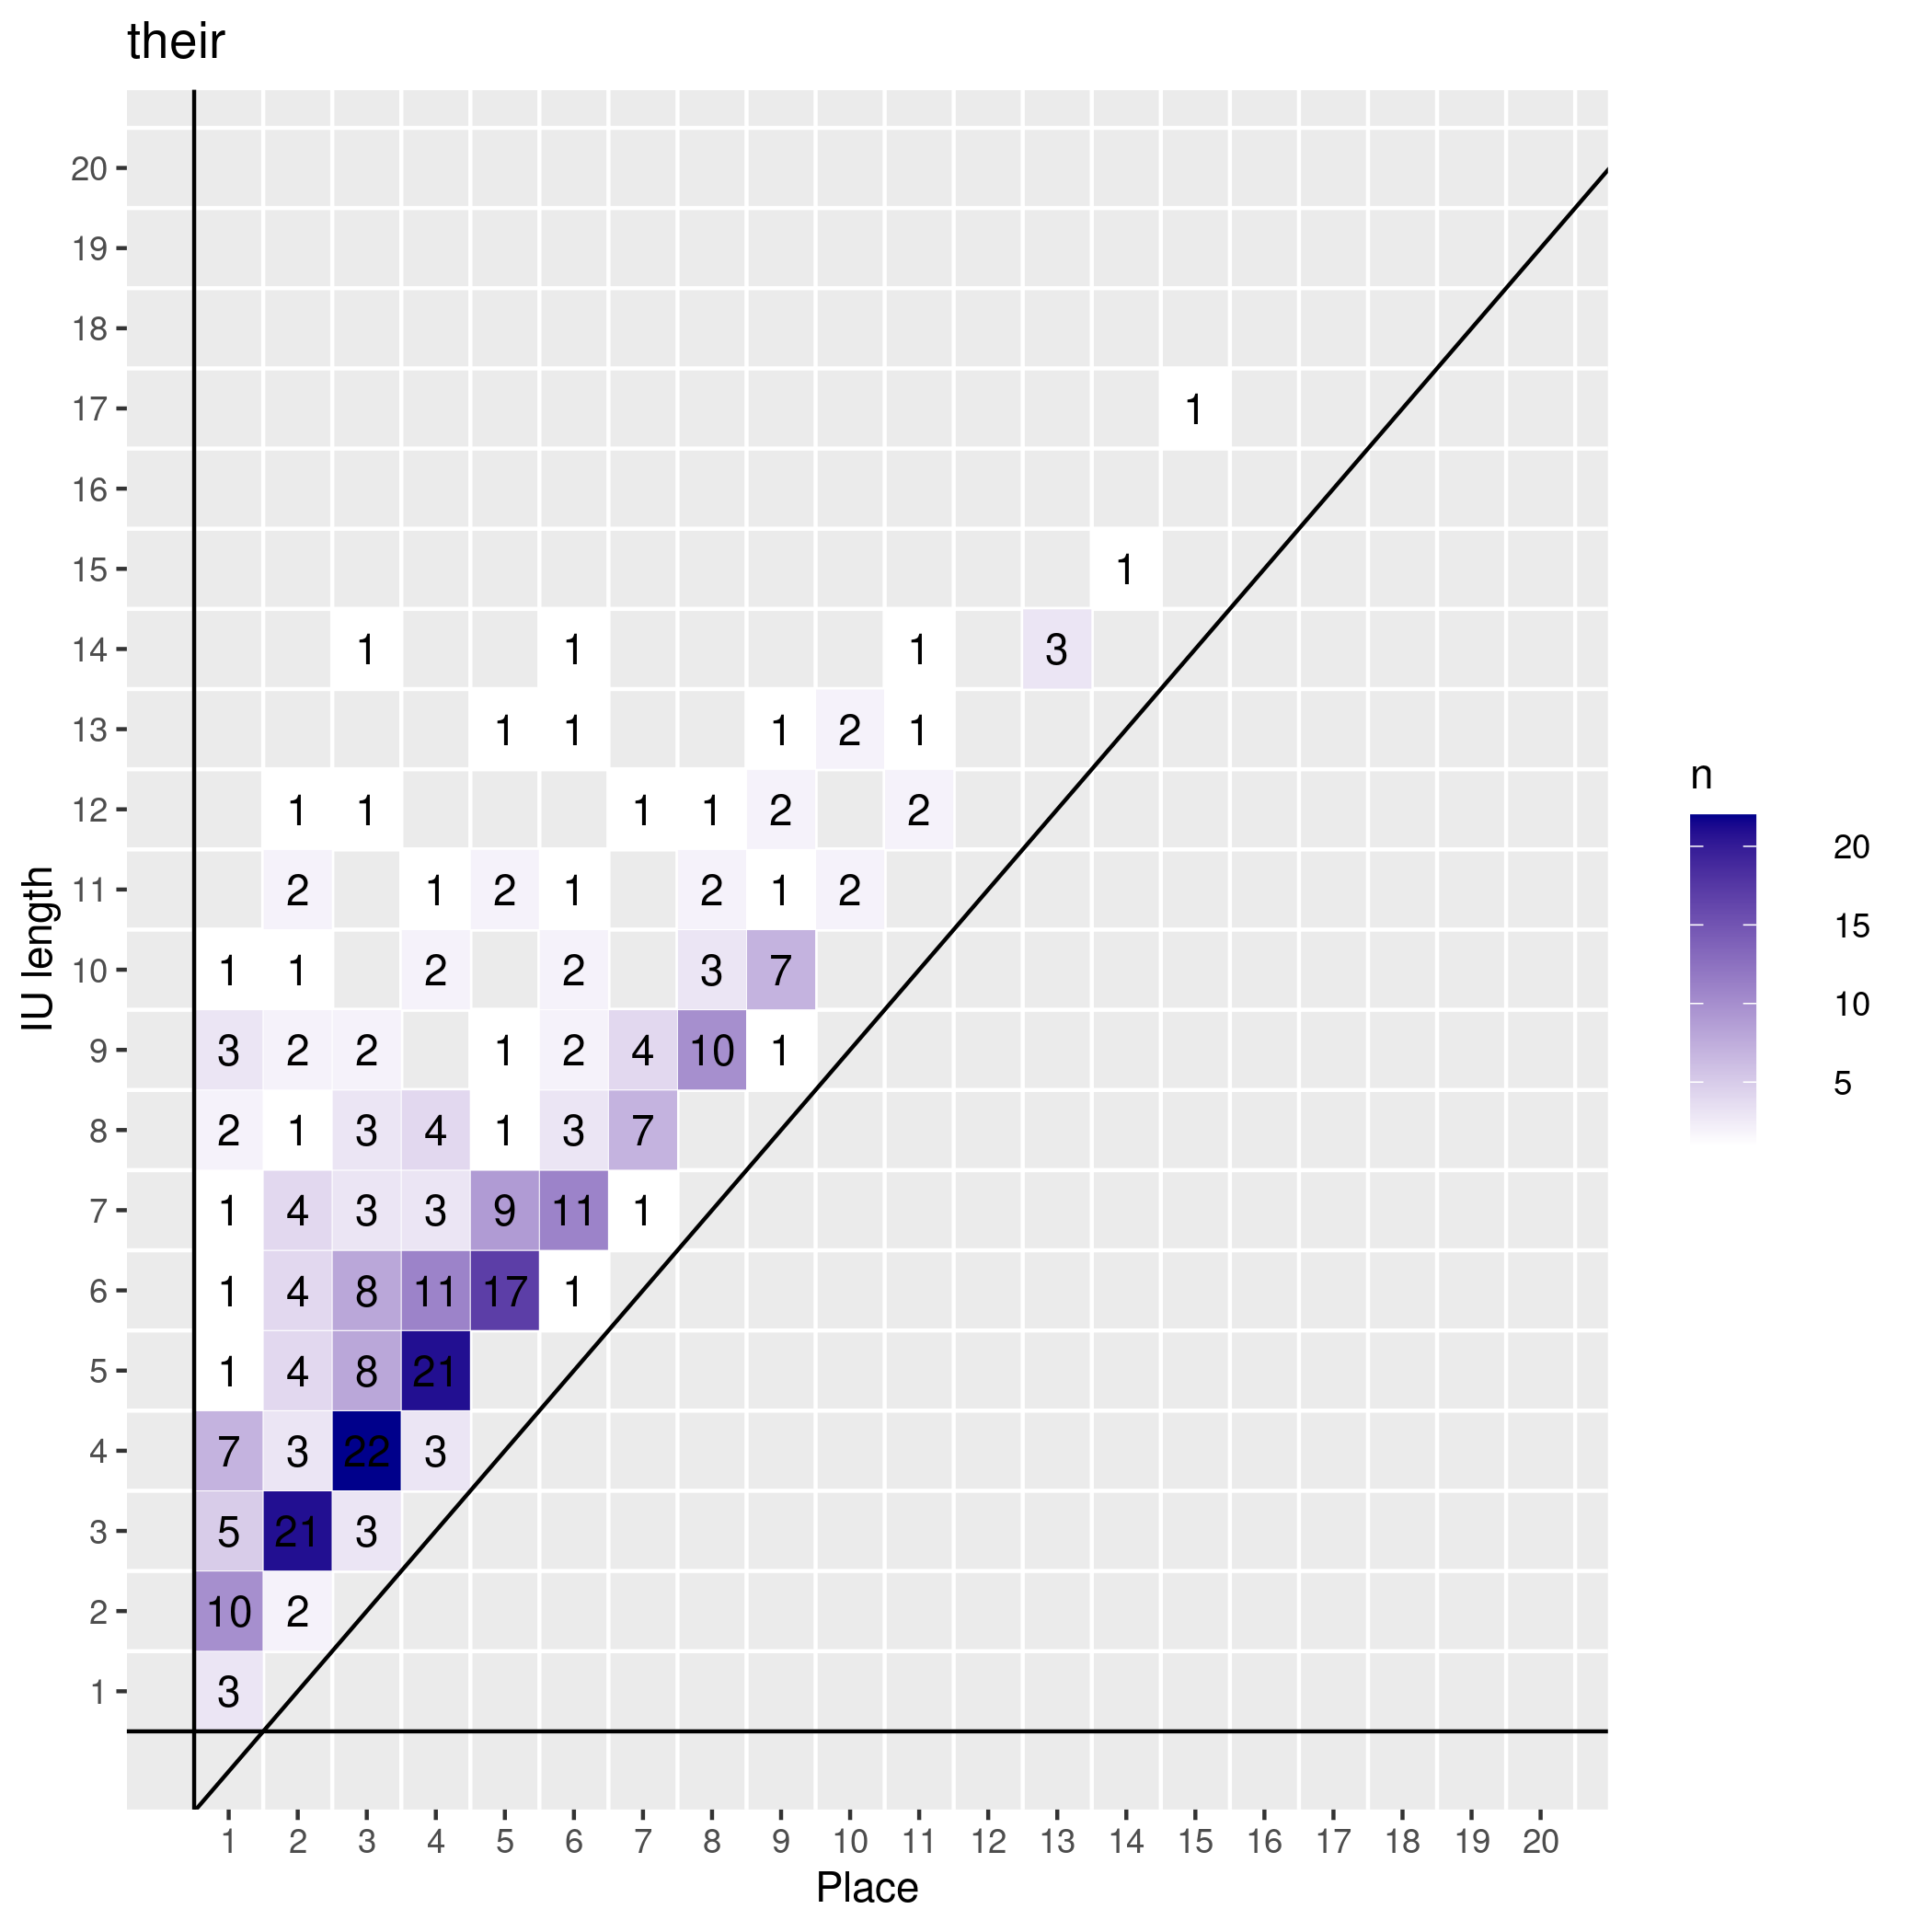 their
20
19
18
17 1
16
15 1
14 1 1 1 3
13 1 1 1 2 1
12 1 1 1 1 2 2
11 2 1 2 1 2 1 2
10 1 1 2 2 3 7
9 3 2 2 1 2 4 10 1
8 2 1 3 4 1 3 7
7 1 4 3 3 9 11 1
6 1 4 8 11 17 1
5 1 4 8 21
4 7 3 22 3
3 5 21 3
2 10 2
1 3
1 2 3 4 5 6 7 8 9 10 11 12 13 14 15 16 17 18 19 20
Place
IU length
n
20
15
10
5